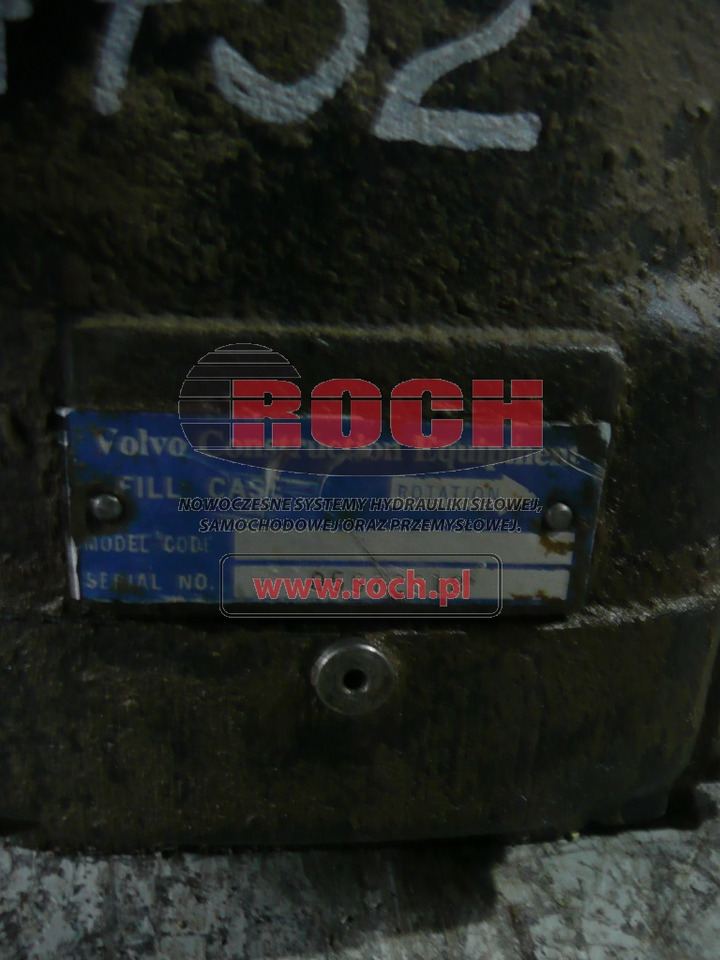 ROCH
Volvo Construction Equipment
FILL CASE ROTATION
NOWOCZESNE SYSTEMY HYDRAULIKI SIŁOWEJ,
SAMOCHODOWEJ ORAZ PRZEMYSŁOWEJ.
MODEL CODE
SERIAL NO.
www.roch.pl